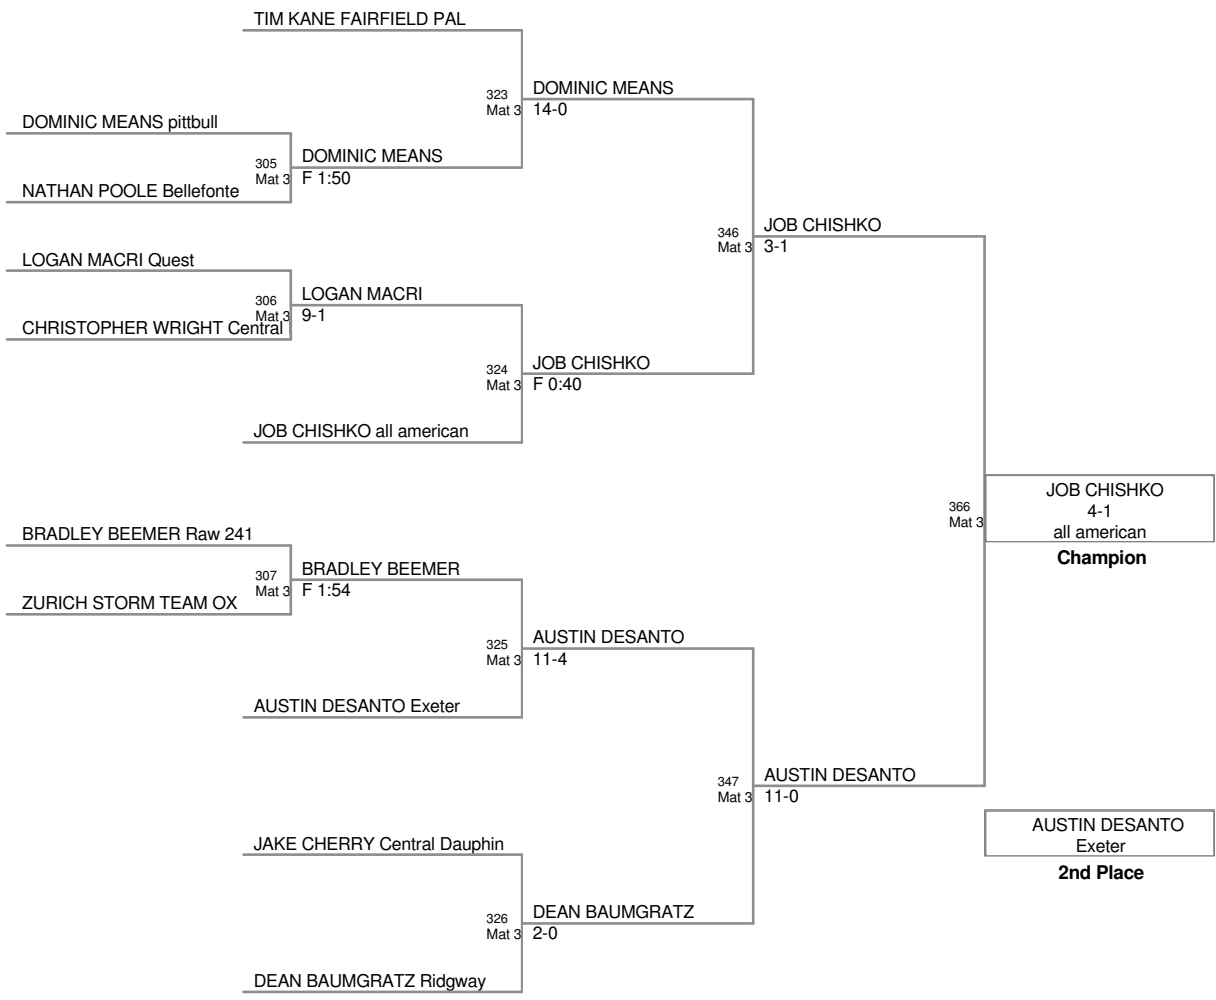 TIM KANE FAIRFIELD PAL
323
Mat 3
DOMINIC MEANS
14-0
DOMINIC MEANS pittbull
305
Mat 3
DOMINIC MEANS
F 1:50
NATHAN POOLE Bellefonte
346
Mat 3
JOB CHISHKO
3-1
LOGAN MACRI Quest
306
Mat 3
LOGAN MACRI
9-1
CHRISTOPHER WRIGHT Central
324
Mat 3
JOB CHISHKO
F 0:40
JOB CHISHKO all american
366
Mat 3
JOB CHISHKO
4-1
all american
Champion
BRADLEY BEEMER Raw 241
307
Mat 3
BRADLEY BEEMER
F 1:54
ZURICH STORM TEAM OX
325
Mat 3
AUSTIN DESANTO
11-4
AUSTIN DESANTO Exeter
347
Mat 3
AUSTIN DESANTO
11-0
AUSTIN DESANTO
Exeter
2nd Place
JAKE CHERRY Central Dauphin
326
Mat 3
DEAN BAUMGRATZ
2-0
DEAN BAUMGRATZ Ridgway